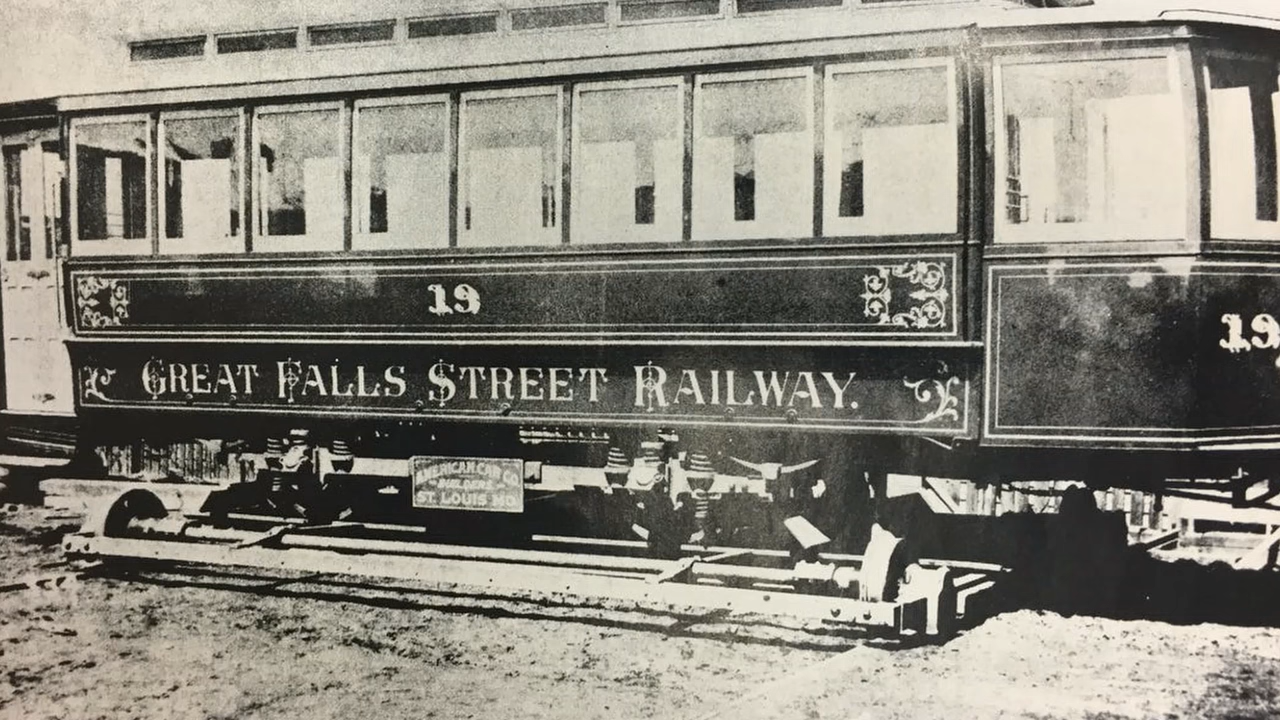 19
19
GREAT FALLS STREET RAILWAY.
AMERICAN CAR CO.
BUILDERS
ST. LOUIS MO.